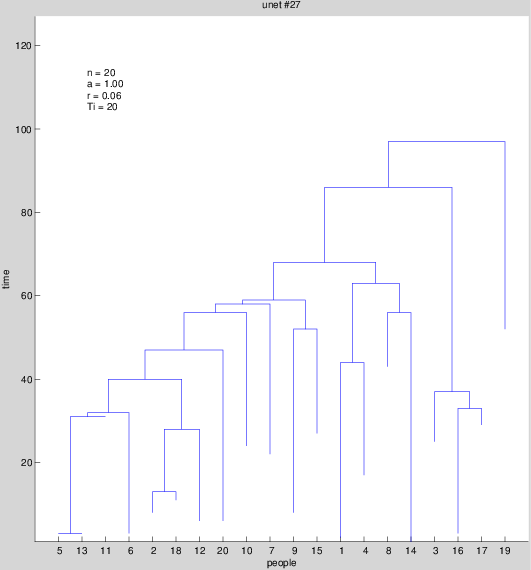 unet #27
n = 20
a = 1.00
r = 0.06
Ti = 20
120
100
80
60
40
20
time
5 13 11 6 2 18 12 20 10 7 9 15 1 4 8 14 3 16 17 19
people